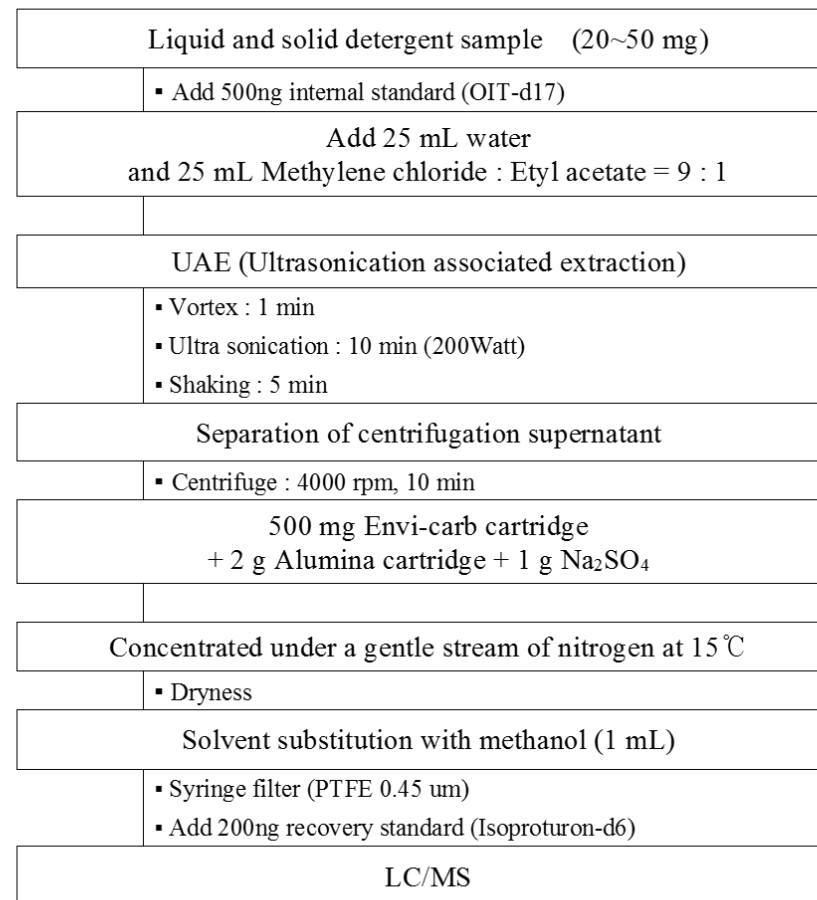 Liquid and solid detergent sample (20~50 mg)
▪ Add 500ng internal standard (OIT-d17)
Add 25 mL water
and 25 mL Methylene chloride : Etyl acetate = 9 : 1
UAE (Ultrasonication associated extraction)
▪ Vortex : 1 min
▪ Ultra sonication : 10 min (200Watt)
▪ Shaking : 5 min
Separation of centrifugation supernatant
▪ Centrifuge : 4000 rpm, 10 min
500 mg Envi-carb cartridge
+ 2 g Alumina cartridge + 1 g Na₂SO₄
Concentrated under a gentle stream of nitrogen at 15℃
▪ Dryness
Solvent substitution with methanol (1 mL)
▪ Syringe filter (PTFE 0.45 um)
▪ Add 200ng recovery standard (Isoproturon-d6)
LC/MS